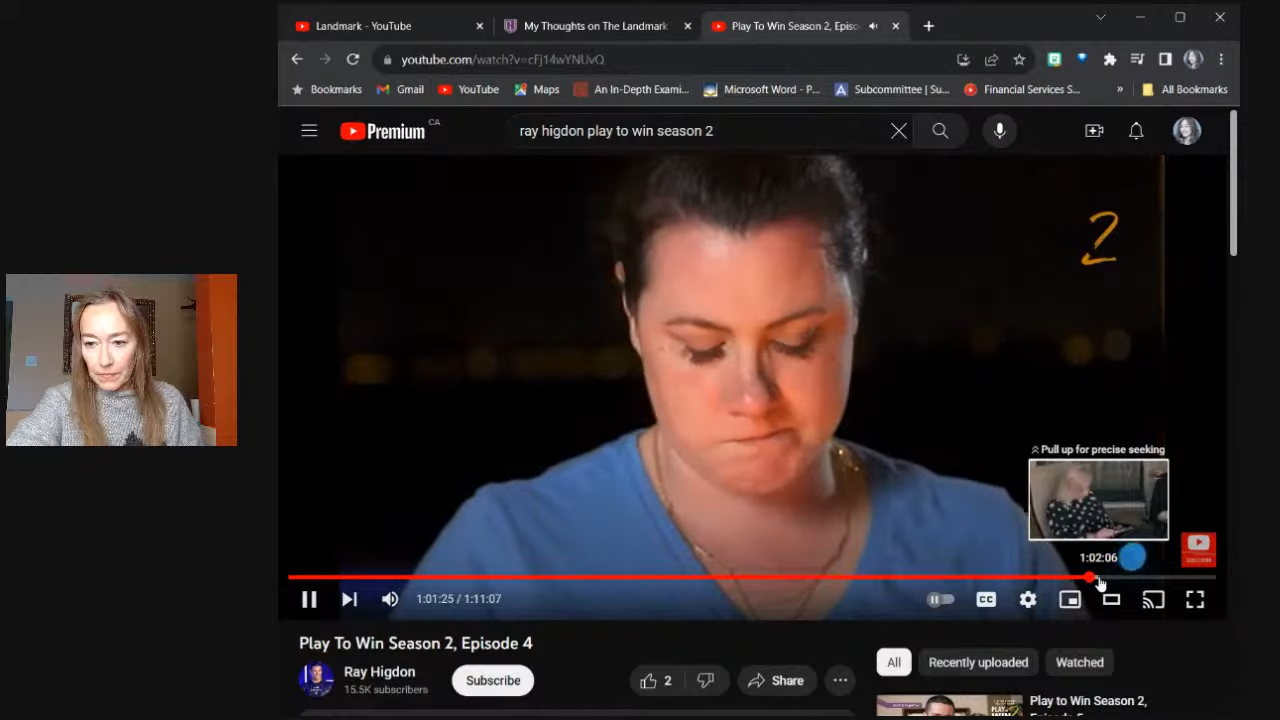 Landmark - YouTube
My Thoughts on The Landmark
Play To Win Season 2, Episo
youtube.com/watch?v=cFj14wYNUvQ
Bookmarks
Gmail
YouTube
Maps
An In-Depth Exami...
Microsoft Word - P...
Subcommittee | Su...
Financial Services S...
»
All Bookmarks
Premium
CA
ray higdon play to win season 2
2
Pull up for precise seeking
1:02:06
SUBSCRIBE
1:01:25 / 1:11:07
CC
Play To Win Season 2, Episode 4
Ray Higdon
15.5K subscribers
Subscribe
2
Share
All
Recently uploaded
Watched
Play to Win Season 2,